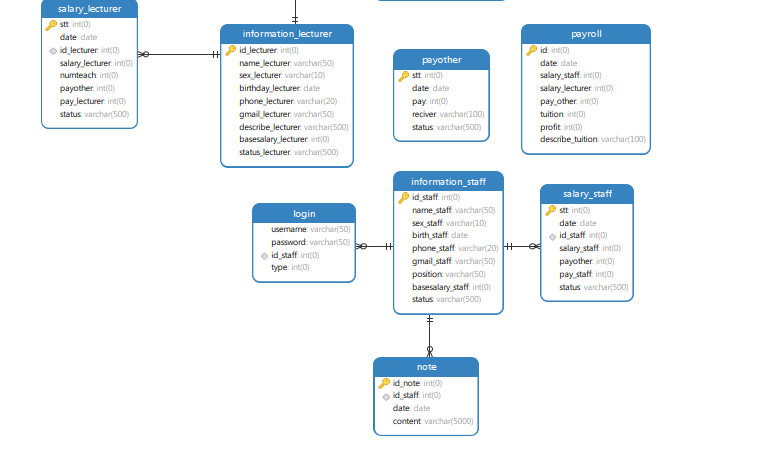 salary_lecturer
stt: int(0)
date: date
id_lecturer: int(0)
salary_lecturer: int(0)
numteach: int(0)
payother: int(0)
pay_lecturer: int(0)
status: varchar(500)
information_lecturer
id_lecturer: int(0)
name_lecturer: varchar(50)
sex_lecturer: varchar(10)
birthday_lecturer: date
phone_lecturer: varchar(20)
gmail_lecturer: varchar(50)
describe_lecturer: varchar(500)
basesalary_lecturer: int(0)
status_lecturer: varchar(500)
payother
stt: int(0)
date: date
pay: int(0)
reciver: varchar(100)
status: varchar(500)
payroll
id: int(0)
date: date
salary_staff: int(0)
salary_lecturer: int(0)
pay_other: int(0)
tuition: int(0)
profit: int(0)
describe_tuition: varchar(100)
login
username: varchar(50)
password: varchar(50)
id_staff: int(0)
type: int(0)
information_staff
id_staff: int(0)
name_staff: varchar(50)
sex_staff: varchar(10)
birth_staff: date
phone_staff: varchar(20)
gmail_staff: varchar(50)
position: varchar(50)
basesalary_staff: int(0)
status: varchar(500)
salary_staff
stt: int(0)
date: date
id_staff: int(0)
salary_staff: int(0)
payother: int(0)
pay_staff: int(0)
status: varchar(500)
note
id_note: int(0)
id_staff: int(0)
date: date
content: varchar(5000)